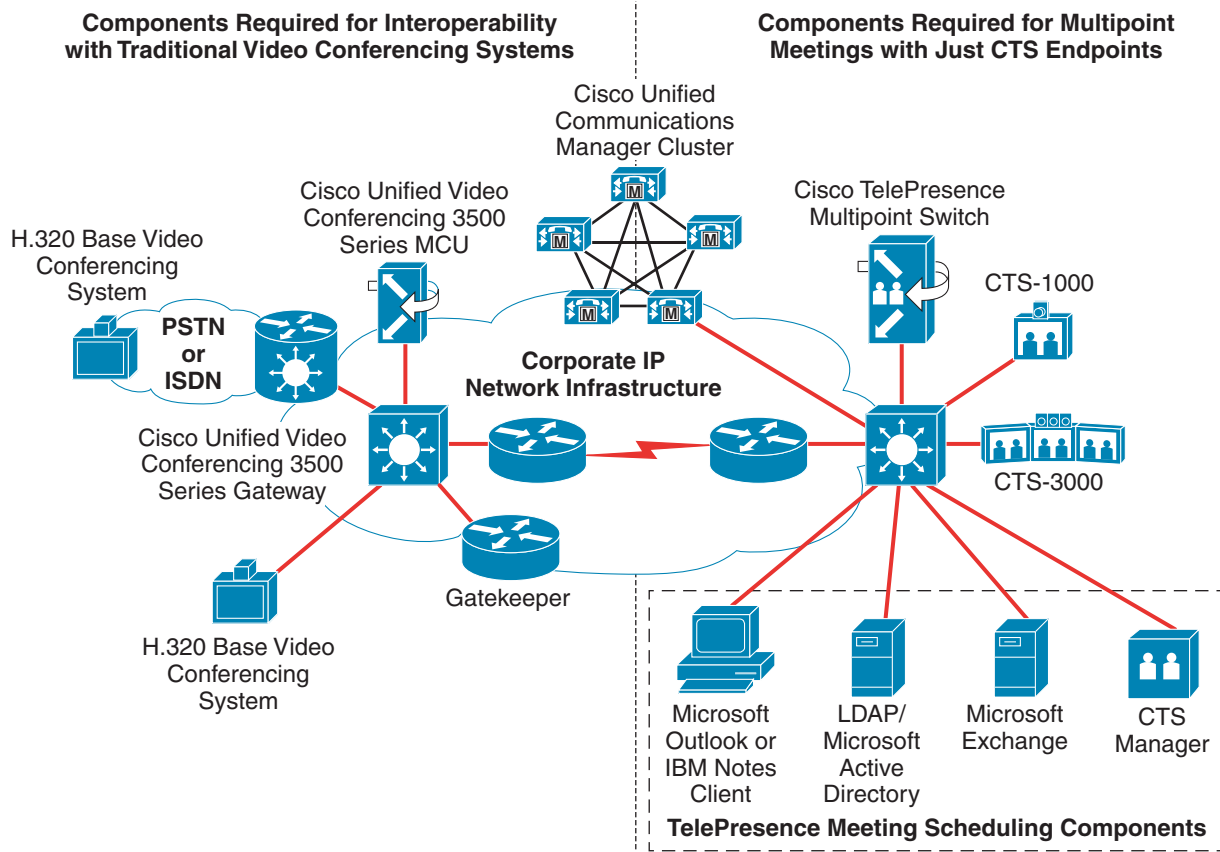 Components Required for Interoperability
with Traditional Video Conferencing Systems
Components Required for Multipoint
Meetings with Just CTS Endpoints
Cisco Unified
Communications
Manager Cluster
M
M
M
M
M
Cisco Unified Video
Conferencing 3500
Series MCU
Cisco TelePresence
Multipoint Switch
H.320 Base Video
Conferencing
System
PSTN
or
ISDN
CTS-1000
Corporate IP
Network Infrastructure
Cisco Unified Video
Conferencing 3500
Series Gateway
CTS-3000
Gatekeeper
H.320 Base Video
Conferencing
System
Microsoft
Outlook or
IBM Notes
Client
LDAP/
Microsoft
Active
Directory
Microsoft
Exchange
CTS
Manager
TelePresence Meeting Scheduling Components